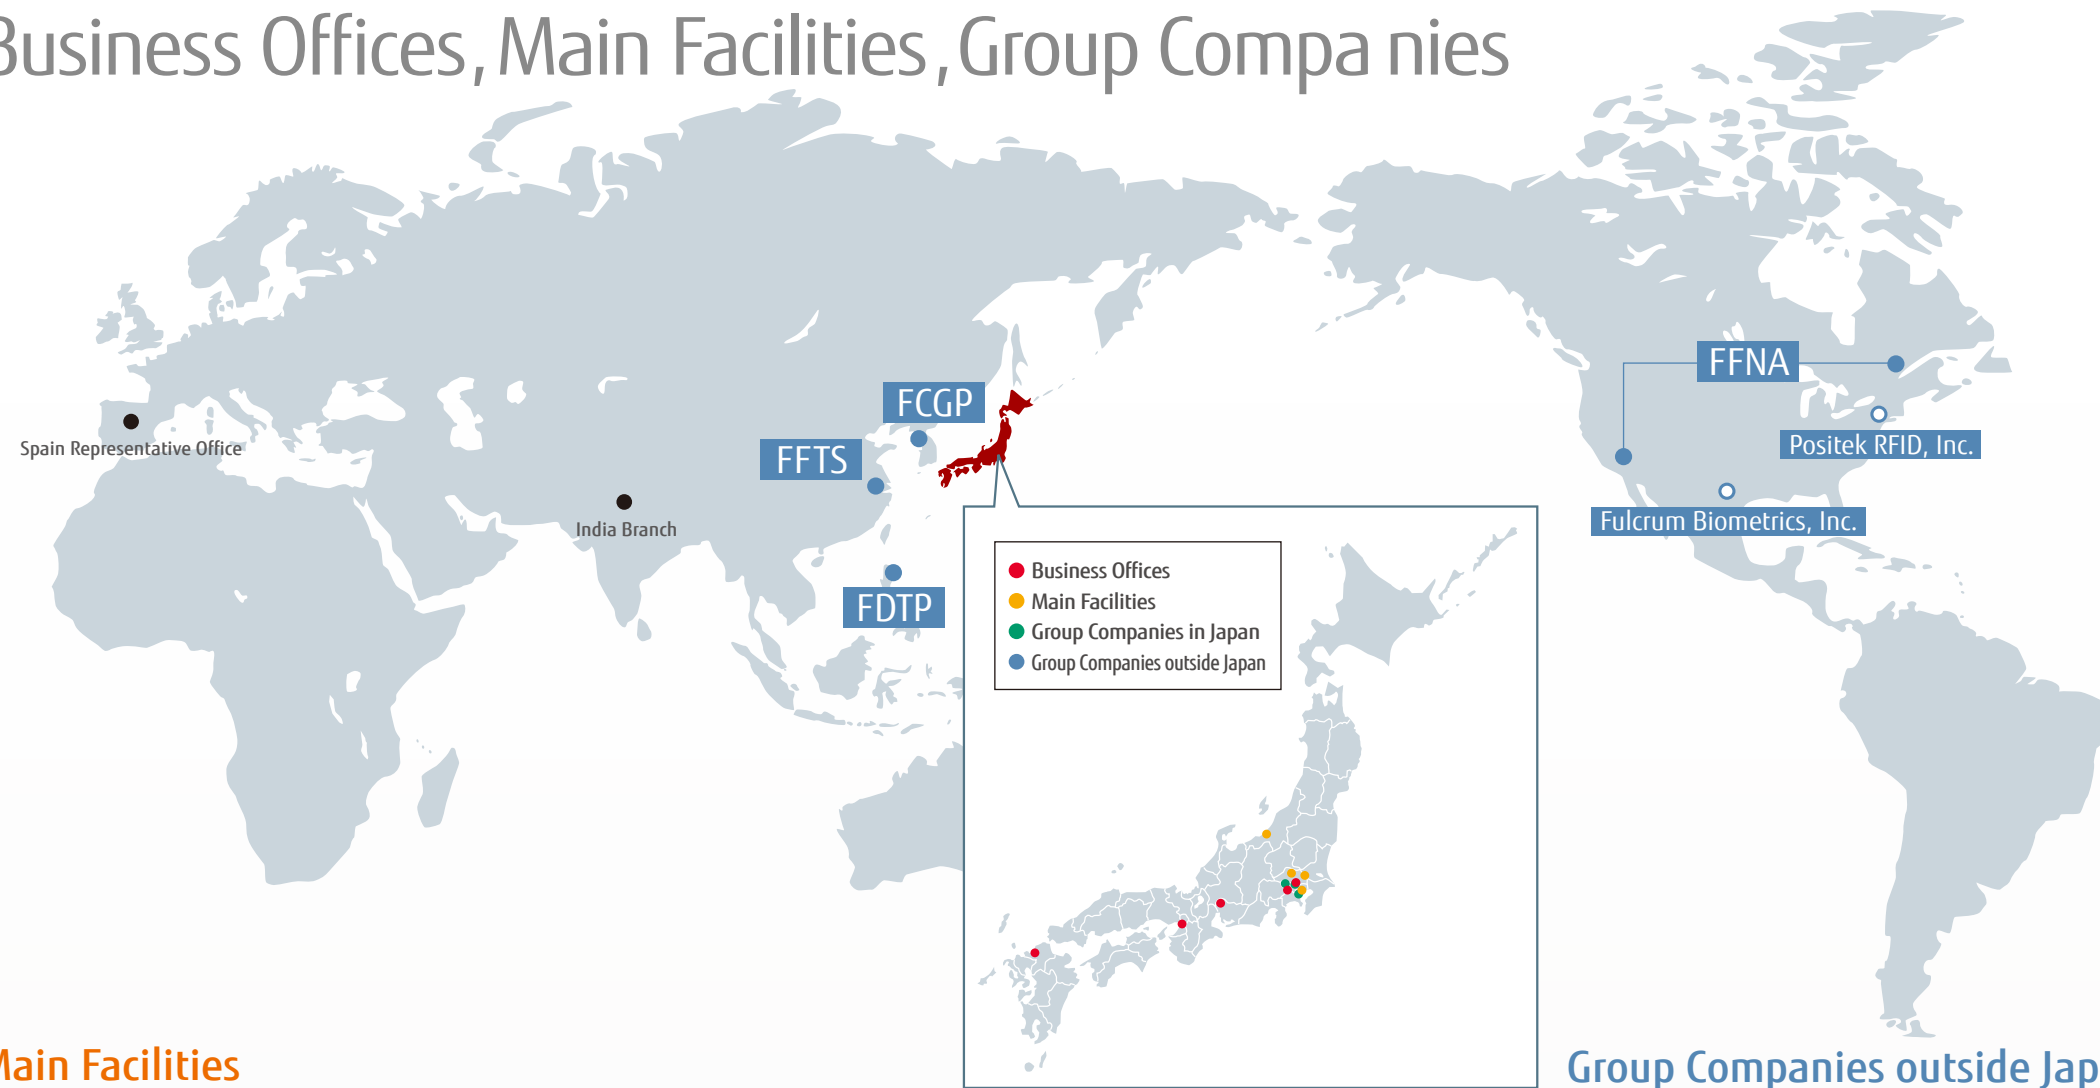 Business Offices, Main Facilities, Group Companies
FFNA
FCGP
Positek RFID, Inc.
Spain Representative Office
FFTS
Fulcrum Biometrics, Inc.
India Branch
Business Offices
Main Facilities
FDTP
Group Companies in Japan
Group Companies outside Japan
Main Facilities
Group Companies outside Jap